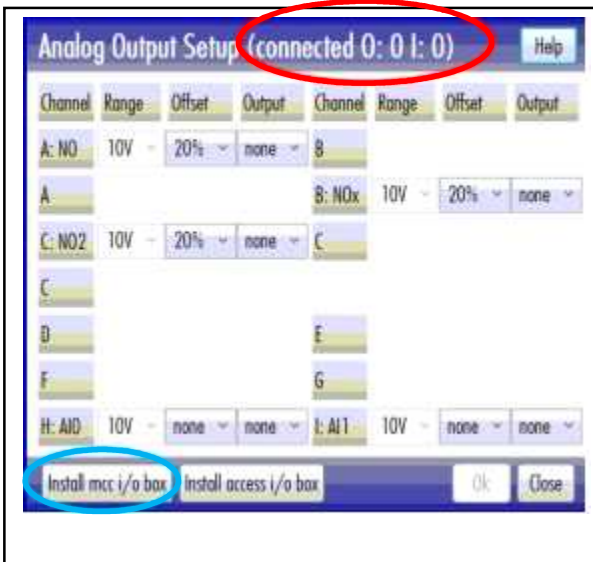 Analog Output Setup (connected O: 0 I: 0) Help
Channel Range Offset Output Channel Range Offset Output
A: NO 10V 20% none B
A B: NOx 10V 20% none
C: NO2 10V 20% none C
C
D E
F G
H: AI0 10V none none I: AI1 10V none none
Install mcc i/o box Install access i/o box Ok Close